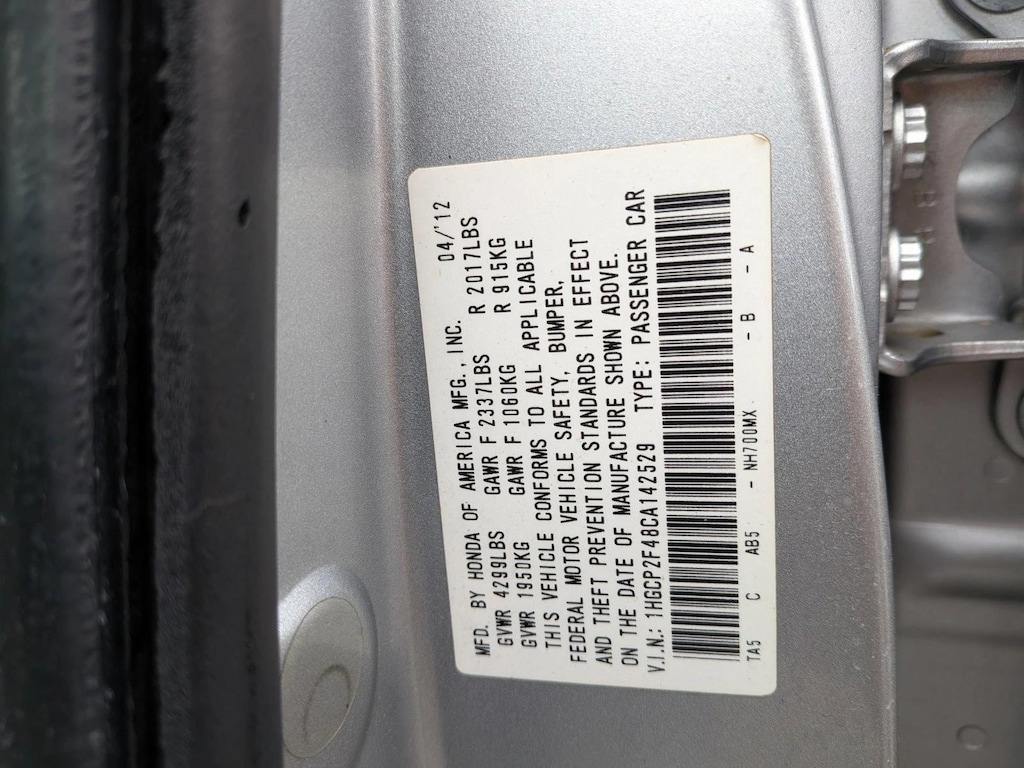 MFD. BY HONDA OF AMERICA MFG., INC. 04/'12
GVWR 4299LBS GAWR F 2337LBS R 2017LBS
GVWR 1950KG GAWR F 1060KG R 915KG
THIS VEHICLE CONFORMS TO ALL APPLICABLE
FEDERAL MOTOR VEHICLE SAFETY, BUMPER,
AND THEFT PREVENTION STANDARDS IN EFFECT
ON THE DATE OF MANUFACTURE SHOWN ABOVE.
V.I.N.: 1HGCP2F48CA142529 TYPE: PASSENGER CAR
TA5 C AB5 - NH700MX - B - A